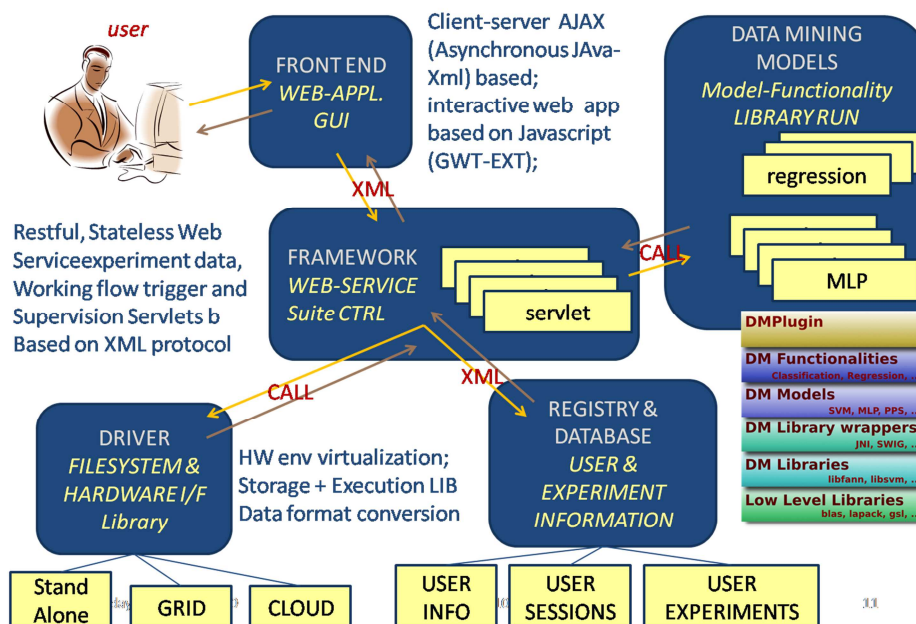 user
FRONT END
WEB-APPL.
GUI
Client-server AJAX
(Asynchronous JAva-
Xml) based;
interactive web app
based on Javascript
(GWT-EXT);
DATA MINING
MODELS
Model-Functionality
LIBRARY RUN
regression
MLP
XML
CALL
Restful, Stateless Web
Serviceexperiment data,
Working flow trigger and
Supervision Servlets b
Based on XML protocol
FRAMEWORK
WEB-SERVICE
Suite CTRL
servlet
DMPlugin
DM Functionalities
Classification, Regression, ...
DM Models
SVM, MLP, PPS, ...
DM Library wrappers
JNI, SWIG, ...
DM Libraries
libfann, libsvm, ...
Low Level Libraries
blas, lapack, gsl, ...
CALL
XML
DRIVER
FILESYSTEM &
HARDWARE I/F
Library
HW env virtualization;
Storage + Execution LIB
Data format conversion
REGISTRY &
DATABASE
USER &
EXPERIMENT
INFORMATION
Stand
Alone
GRID
CLOUD
USER
INFO
USER
SESSIONS
USER
EXPERIMENTS
11